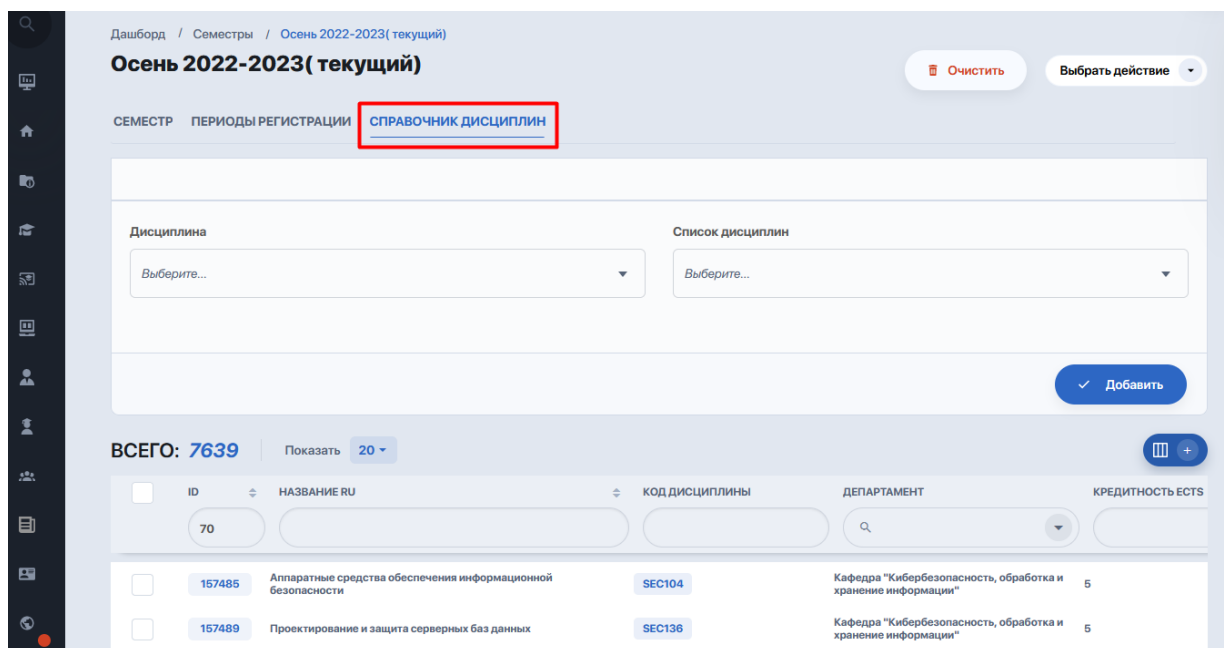 Дашборд / Семестры / Осень 2022-2023( текущий)
Осень 2022-2023( текущий)
Очистить
Выбрать действие
СЕМЕСТР ПЕРИОДЫ РЕГИСТРАЦИИ СПРАВОЧНИК ДИСЦИПЛИН
Дисциплина
Список дисциплин
Выберите...
Выберите...
Добавить
ВСЕГО: 7639
Показать 20
ID НАЗВАНИЕ RU КОД ДИСЦИПЛИНЫ ДЕПАРТАМЕНТ КРЕДИТНОСТЬ ECTS
70
157485
Аппаратные средства обеспечения информационной
безопасности
SEC104
Кафедра "Кибербезопасность, обработка и
хранение информации"
5
157489
Проектирование и защита серверных баз данных
SEC136
Кафедра "Кибербезопасность, обработка и
хранение информации"
5